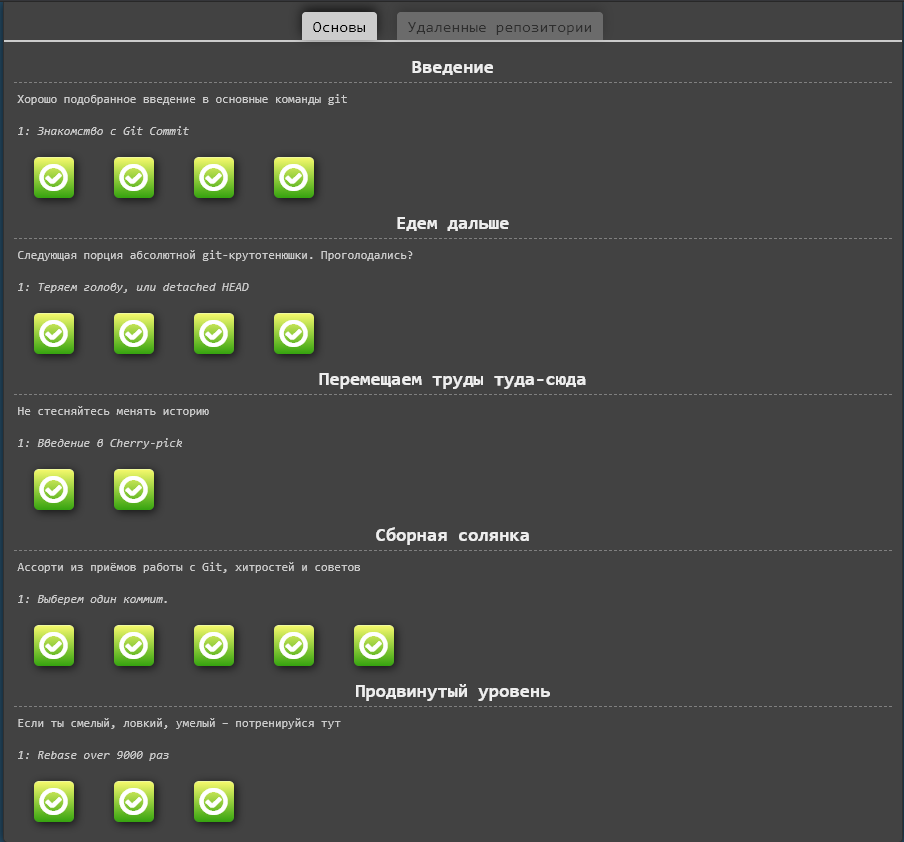 Основы
Удаленные репозитории
Введение
Хорошо подобранное введение в основные команды git
1: Знакомство с Git Commit
Едем дальше
Следующая порция абсолютной git-крутотенюшки. Проголодались?
1: Теряем голову, или detached HEAD
Перемещаем труды туда-сюда
Не стесняйтесь менять историю
1: Введение в Cherry-pick
Сборная солянка
Ассорти из приёмов работы с Git, хитростей и советов
1: Выберем один коммит.
Продвинутый уровень
Если ты смелый, ловкий, умелый – потренируйся тут
1: Rebase over 9000 раз